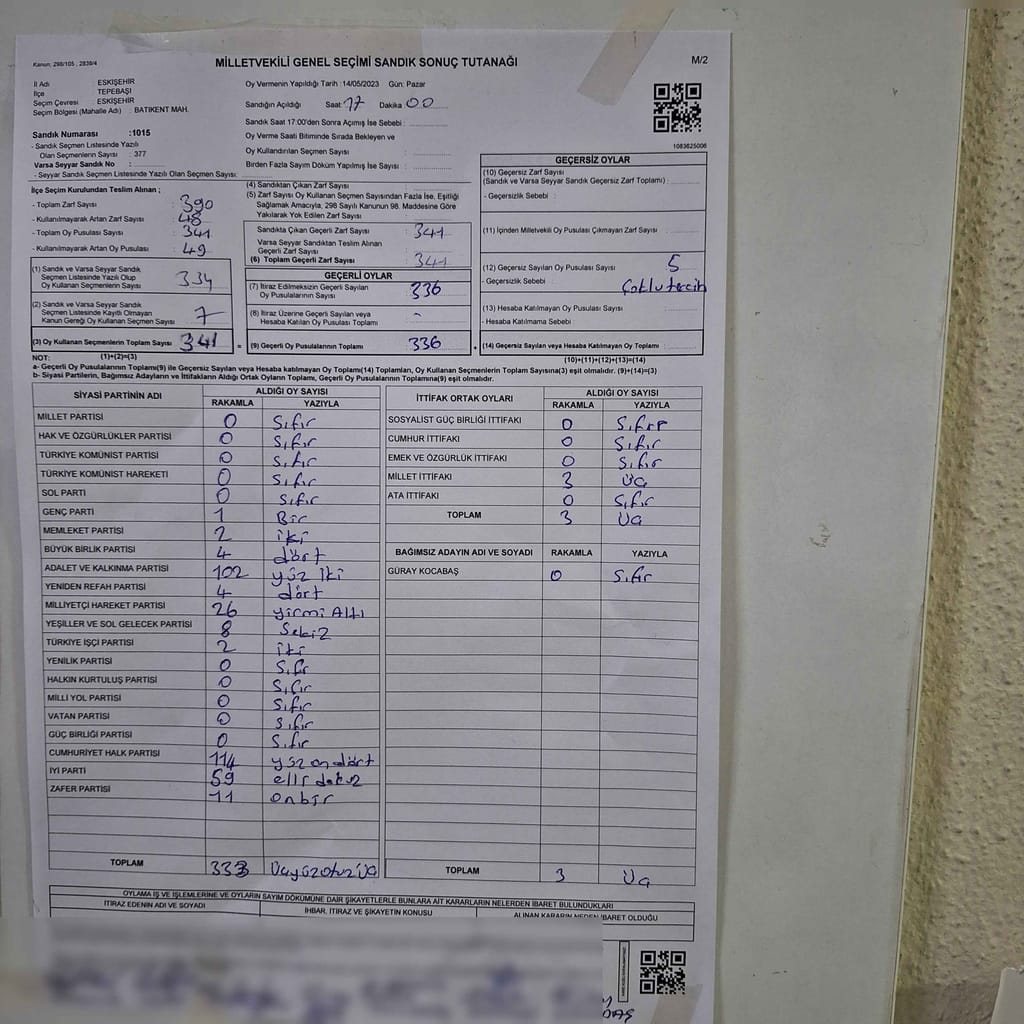 Kanun: 298/105 , 2839/4
MİLLETVEKİLİ GENEL SEÇİMİ SANDIK SONUÇ TUTANAĞI
M/2
İl Adı ESKİŞEHİR
İlçe TEPEBAŞI
Seçim Çevresi ESKİŞEHİR
Seçim Bölgesi (Mahalle Adı) : BATIKENT MAH.
Sandık Numarası :1015
- Sandık Seçmen Listesinde Yazılı
Olan Seçmenlerin Sayısı : 377
Varsa Seyyar Sandık No :
- Seyyar Sandık Seçmen Listesinde Yazılı Olan Seçmen Sayısı:
Oy Vermenin Yapıldığı Tarih : 14/05/2023 Gün: Pazar
Sandığın Açıldığı Saat 17 Dakika 00
Sandık Saat 17:00'den Sonra Açımış İse Sebebi :
Oy Verme Saati Bitiminde Sırada Bekleyen ve
Oy Kullandırılan Seçmen Sayısı
Birden Fazla Sayım Döküm Yapılmış İse Sayısı :
1083625006
İlçe Seçim Kurulundan Teslim Alınan ;
- Toplam Zarf Sayısı : 390
- Kullanılmayarak Artan Zarf Sayısı : 48
- Toplam Oy Pusulası Sayısı : 341
- Kullanılmayarak Artan Oy Pusulası : 49
(1) Sandık ve Varsa Seyyar Sandık
Seçmen Listesinde Yazılı Olup
Oy Kullanan Seçmenlerin Sayısı 334
(2) Sandık ve Varsa Seyyar Sandık
Seçmen Listesinde Kayıtlı Olmayan
Kanun Gereği Oy Kullanan Seçmen Sayısı 7
(3) Oy Kullanan Seçmenlerin Toplam Sayısı 341
(4) Sandıktan Çıkan Zarf Sayısı :
(5) Zarf Sayısı Oy Kullanan Seçmen Sayısından Fazla İse, Eşitliği
Sağlamak Amacıyla, 298 Sayılı Kanunun 98. Maddesine Göre
Yakılarak Yok Edilen Zarf Sayısı :
Sandıkta Çıkan Geçerli Zarf Sayısı : 341
Varsa Seyyar Sandıktan Teslim Alınan
Geçerli Zarf Sayısı :
(6) Toplam Geçerli Zarf Sayısı : 341
GEÇERLİ OYLAR
(7) İtiraz Edilmeksizin Geçerli Sayılan
Oy Pusulalarının Sayısı : 336
(8) İtiraz Üzerine Geçerli Sayılan veya
Hesaba Katılan Oy Pusulaları Toplamı : -
= (9) Geçerli Oy Pusulalarının Toplamı 336
GEÇERSİZ OYLAR
(10) Geçersiz Zarf Sayısı
(Sandık ve Varsa Seyyar Sandık Geçersiz Zarf Toplamı) :
- Geçersizlik Sebebi :
(11) İçinden Milletvekili Oy Pusulası Çıkmayan Zarf Sayısı :
(12) Geçersiz Sayılan Oy Pusulası Sayısı : 5
- Geçersizlik Sebebi : Çoklu tercih
(13) Hesaba Katılmayan Oy Pusulası Sayısı :
- Hesaba Katılmama Sebebi
(14) Geçersiz Sayılan veya Hesaba Katılmayan Oy Toplamı :
NOT: (1)+(2)=(3) (10)+(11)+(12)+(13)=(14)
a- Geçerli Oy Pusulaları Toplamı(9) ile Geçersiz Sayılan veya Hesaba katılmayan Oy Pusulaları Toplamı(14) Toplamları, Oy Kullanan Seçmenlerin Toplam Sayısına(3) eşit olmalıdır. (9)+(14)=(3)
b- Siyasi Partilerin, Bağımsız Adayların ve İttifakların Aldığı Ortak Oyların Toplamı, Geçerli Oy Pusulaları Toplamına(9) eşit olmalıdır.
SİYASİ PARTİNİN ADI ALDIĞI OY SAYISI
RAKAMLA YAZIYLA
MİLLET PARTİSİ 0 Sıfır
HAK VE ÖZGÜRLÜKLER PARTİSİ 0 Sıfır
TÜRKİYE KOMÜNİST PARTİSİ 0 Sıfır
TÜRKİYE KOMÜNİST HAREKETİ 0 Sıfır
SOL PARTİ 0 Sıfır
GENÇ PARTİ 1 Bir
MEMLEKET PARTİSİ 2 iki
BÜYÜK BİRLİK PARTİSİ 4 dört
ADALET VE KALKINMA PARTİSİ 102 yüz iki
YENİDEN REFAH PARTİSİ 4 dört
MİLLİYETÇİ HAREKET PARTİSİ 26 yirmi Altı
YEŞİLLER VE SOL GELECEK PARTİSİ 8 Sekiz
TÜRKİYE İŞÇİ PARTİSİ 2 iki
YENİLİK PARTİSİ 0 Sıfır
HALKIN KURTULUŞ PARTİSİ 0 Sıfır
MİLLİ YOL PARTİSİ 0 Sıfır
VATAN PARTİSİ 0 Sıfır
GÜÇ BİRLİĞİ PARTİSİ 0 Sıfır
CUMHURİYET HALK PARTİSİ 114 yüz on dört
İYİ PARTİ 59 elli dokuz
ZAFER PARTİSİ 11 onbir
TOPLAM 333 Üçyüzotuz Üç
İTTİFAK ORTAK OYLARI ALDIĞI OY SAYISI
RAKAMLA YAZIYLA
SOSYALİST GÜÇ BİRLİĞİ İTTİFAKI 0 Sıfır
CUMHUR İTTİFAKI 0 Sıfır
EMEK VE ÖZGÜRLÜK İTTİFAKI 0 Sıfır
MİLLET İTTİFAKI 3 Üç
ATA İTTİFAKI 0 Sıfır
TOPLAM 3 Üç
BAĞIMSIZ ADAYIN ADI VE SOYADI RAKAMLA YAZIYLA
GÜRAY KOCABAŞ 0 Sıfır
TOPLAM 3 Üç
OYLAMA İŞ VE İŞLEMLERİNE VE OYLARIN SAYIM DÖKÜMÜNE DAİR ŞİKAYETLERLE BUNLARA AİT KARARLARIN NELERDEN İBARET BULUNDUKLARI
İTİRAZ EDENİN ADI VE SOYADI İHBAR, İTİRAZ VE ŞİKAYETİN KONUSU ALINAN KARARIN NEDEN İBARET OLDUĞU